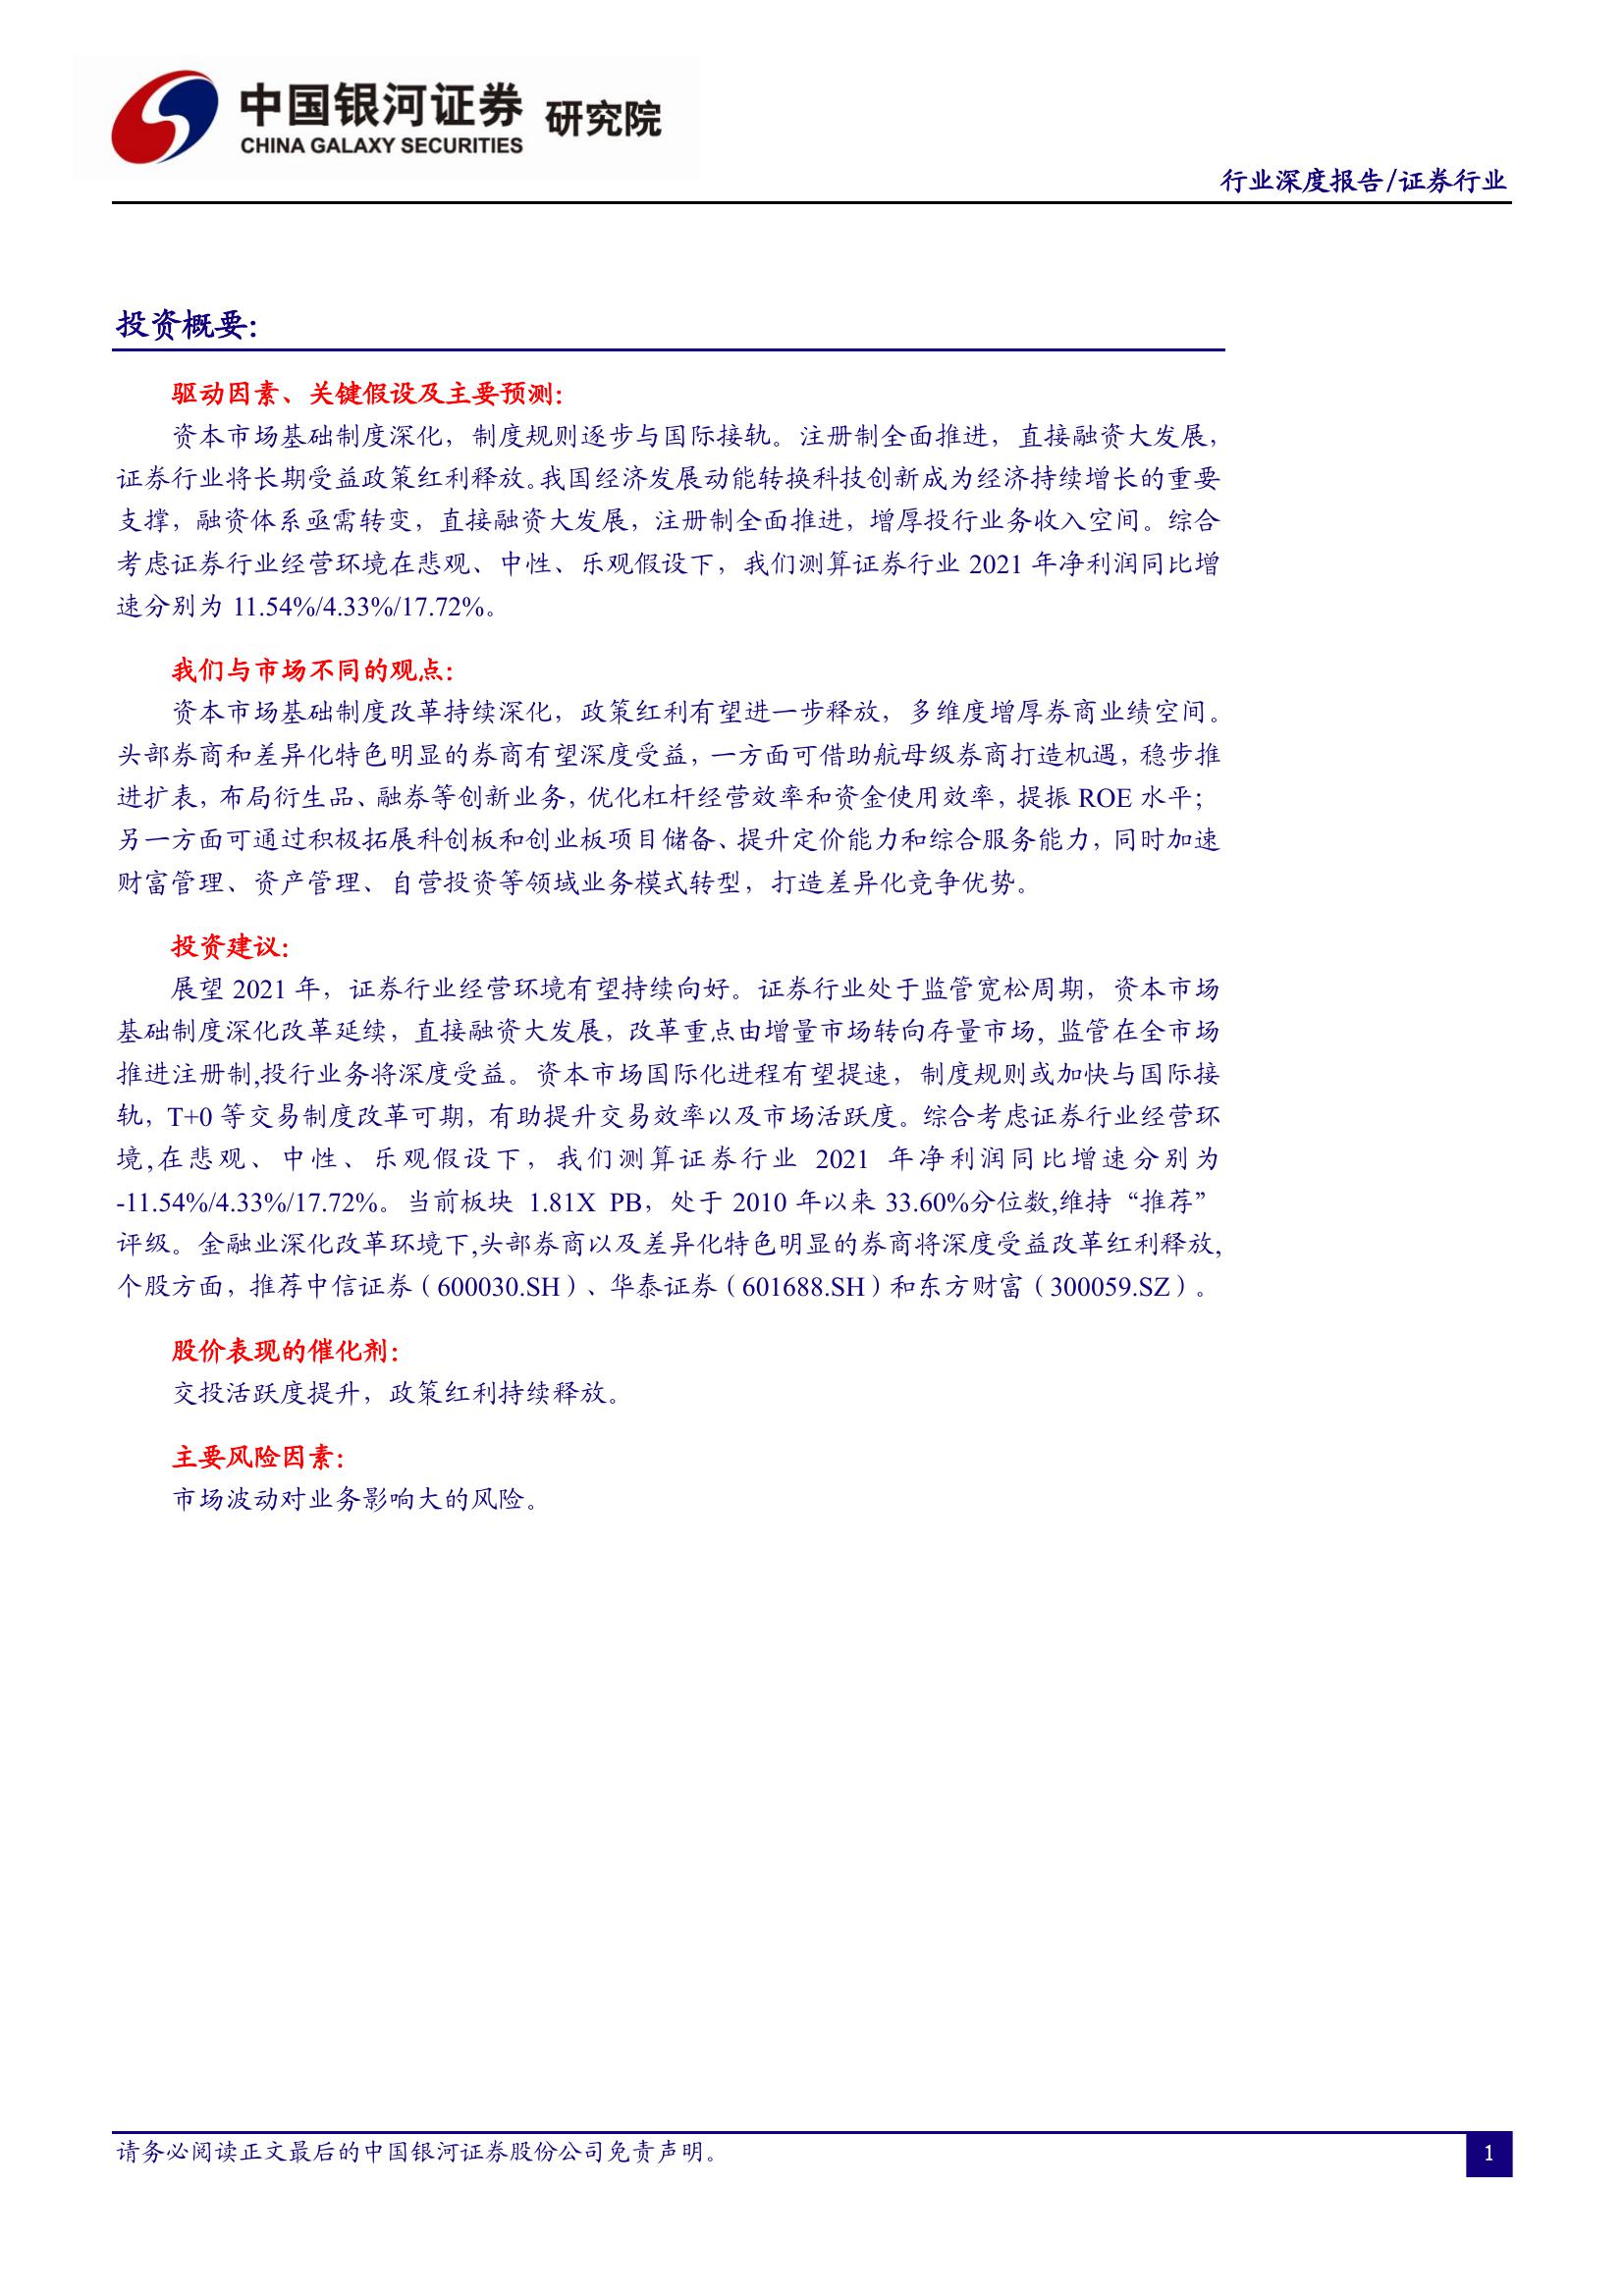 中国银河证券 研究院
CHINA GALAXY SECURITIES
行业深度报告/证券行业
投资概要:
驱动因素、关键假设及主要预测:
资本市场基础制度深化，制度规则逐步与国际接轨。注册制全面推进，直接融资大发展，
证券行业将长期受益政策红利释放。我国经济发展动能转换科技创新成为经济持续增长的重要
支撑，融资体系亟需转变，直接融资大发展，注册制全面推进，增厚投行业务收入空间。综合
考虑证券行业经营环境在悲观、中性、乐观假设下，我们测算证券行业 2021 年净利润同比增
速分别为 11.54%/4.33%/17.72%。
我们与市场不同的观点:
资本市场基础制度改革持续深化，政策红利有望进一步释放，多维度增厚券商业绩空间。
头部券商和差异化特色明显的券商有望深度受益，一方面可借助航母级券商打造机遇，稳步推
进扩表，布局衍生品、融券等创新业务，优化杠杆经营效率和资金使用效率，提振 ROE 水平；
另一方面可通过积极拓展科创板和创业板项目储备、提升定价能力和综合服务能力，同时加速
财富管理、资产管理、自营投资等领域业务模式转型，打造差异化竞争优势。
投资建议:
展望 2021 年，证券行业经营环境有望持续向好。证券行业处于监管宽松周期，资本市场
基础制度深化改革延续，直接融资大发展，改革重点由增量市场转向存量市场, 监管在全市场
推进注册制,投行业务将深度受益。资本市场国际化进程有望提速，制度规则或加快与国际接
轨，T+0 等交易制度改革可期，有助提升交易效率以及市场活跃度。综合考虑证券行业经营环
境,在悲观、中性、乐观假设下，我们测算证券行业 2021 年净利润同比增速分别为
-11.54%/4.33%/17.72%。当前板块 1.81X PB，处于 2010 年以来 33.60%分位数,维持“推荐”
评级。金融业深化改革环境下,头部券商以及差异化特色明显的券商将深度受益改革红利释放,
个股方面，推荐中信证券（600030.SH）、华泰证券（601688.SH）和东方财富（300059.SZ）。
股价表现的催化剂:
交投活跃度提升，政策红利持续释放。
主要风险因素:
市场波动对业务影响大的风险。
请务必阅读正文最后的中国银河证券股份公司免责声明。
1